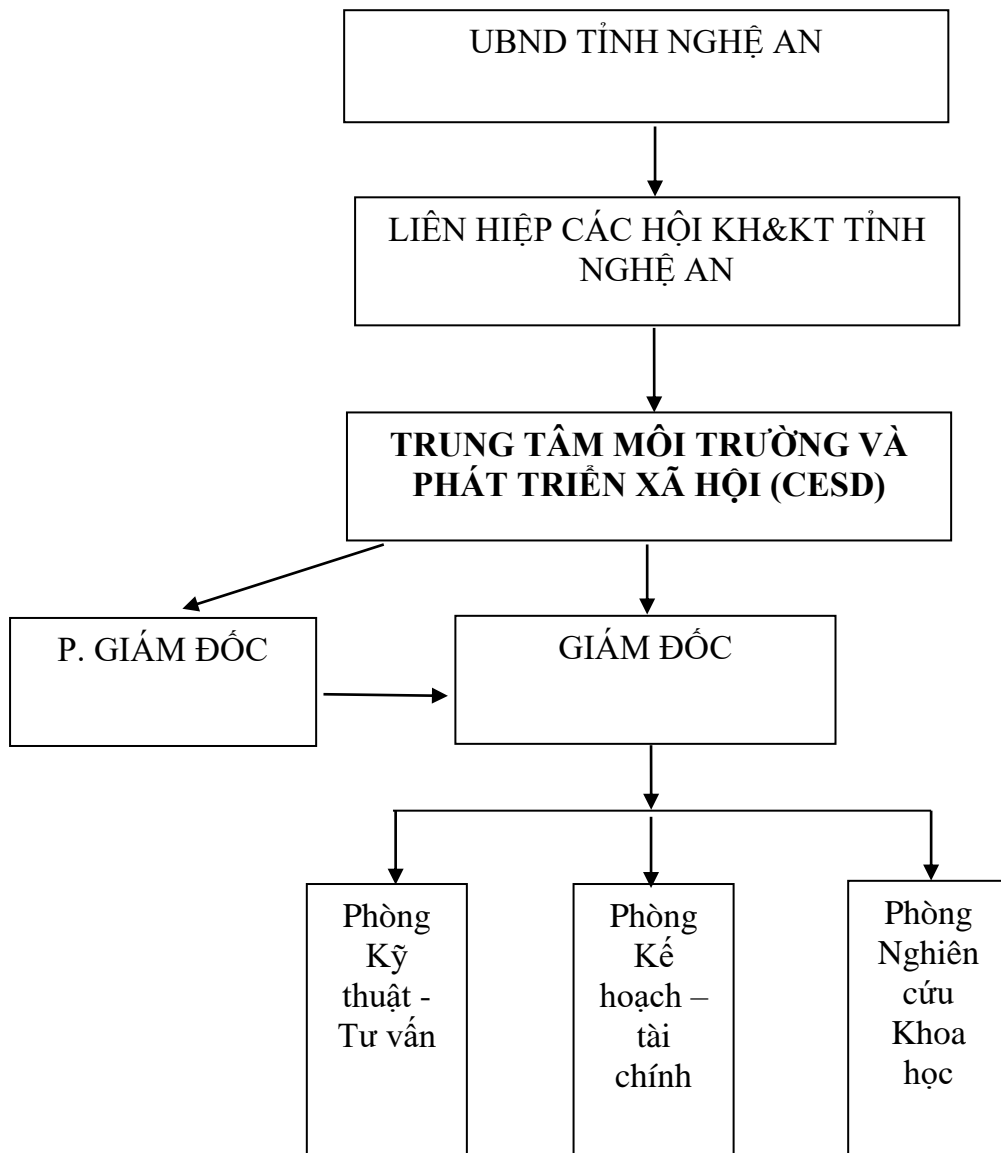 UBND TỈNH NGHỆ AN
LIÊN HIỆP CÁC HỘI KH&KT TỈNH
NGHỆ AN
TRUNG TÂM MÔI TRƯỜNG VÀ
PHÁT TRIỂN XÃ HỘI (CESD)
P. GIÁM ĐỐC
GIÁM ĐỐC
Phòng
Kỹ
thuật -
Tư vấn
Phòng
Kế
hoạch –
tài
chính
Phòng
Nghiên
cứu
Khoa
học